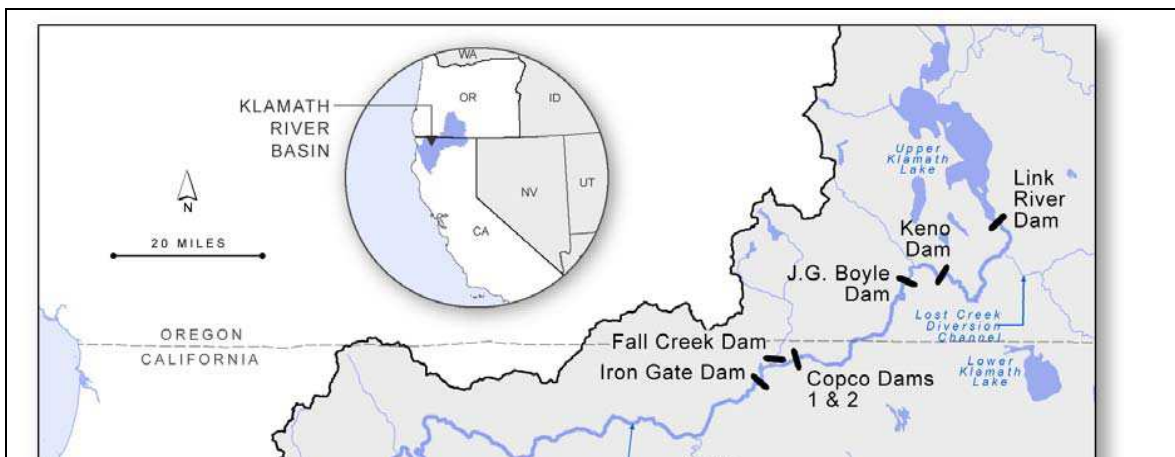 WA
OR
ID
KLAMATH
RIVER
BASIN
NV
UT
CA
N
20 MILES
Upper
Klamath
Lake
Link
River
Dam
Keno
Dam
J.G. Boyle
Dam
Lost Creek
Diversion
Channel
OREGON
CALIFORNIA
Fall Creek Dam
Iron Gate Dam
Copco Dams
1 & 2
Lower
Klamath
Lake